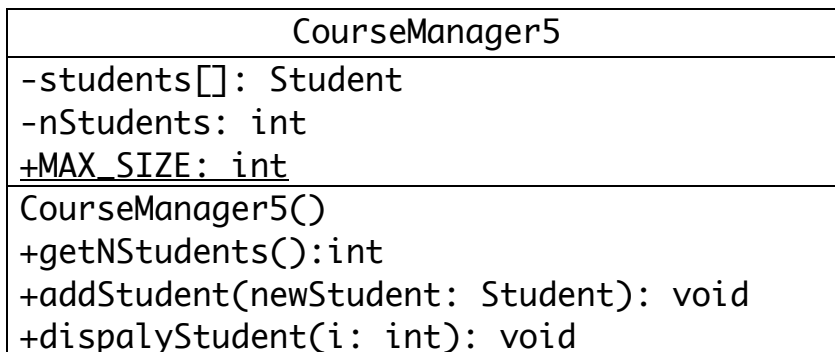 CourseManager5
-students[]: Student
-nStudents: int
+MAX_SIZE: int
CourseManager5()
+getNStudents():int
+addStudent(newStudent: Student): void
+dispalyStudent(i: int): void